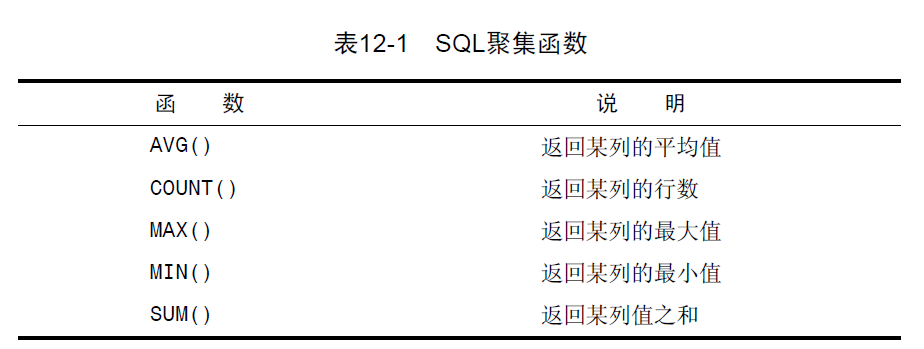 表12-1 SQL聚集函数
函 数 说 明
AVG() 返回某列的平均值
COUNT() 返回某列的行数
MAX() 返回某列的最大值
MIN() 返回某列的最小值
SUM() 返回某列值之和